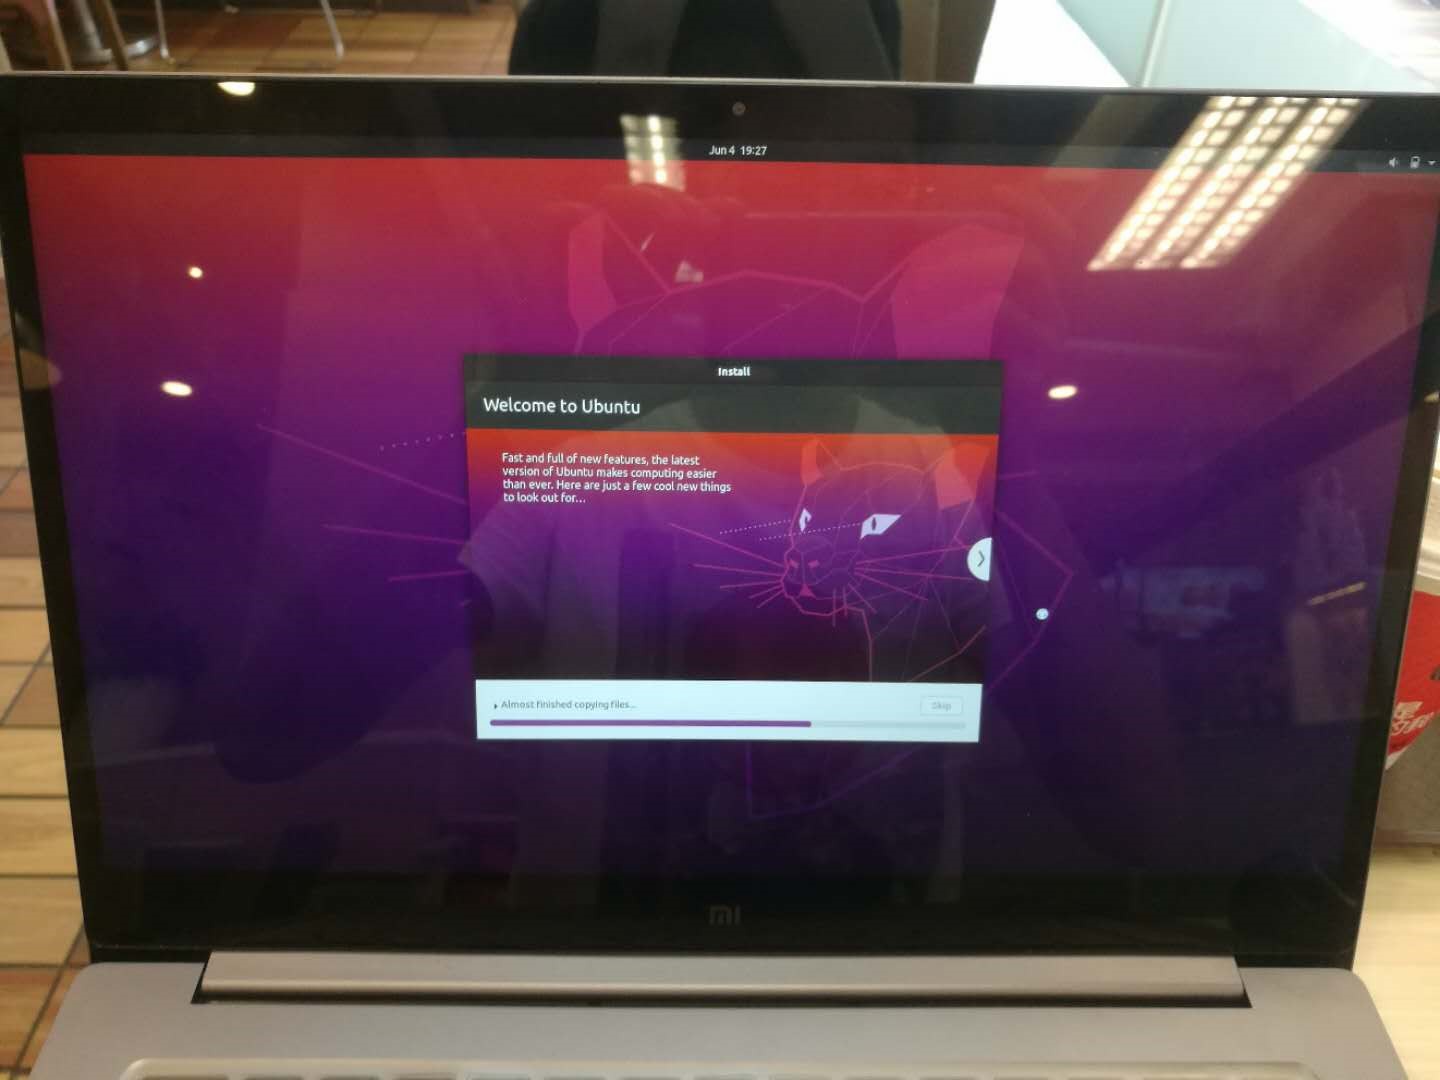 Jun 4 19:27
Install
Welcome to Ubuntu
Fast and full of new features, the latest
version of Ubuntu makes computing easier
than ever. Here are just a few cool new things
to look out for...
Almost finished copying files...
Skip
mi